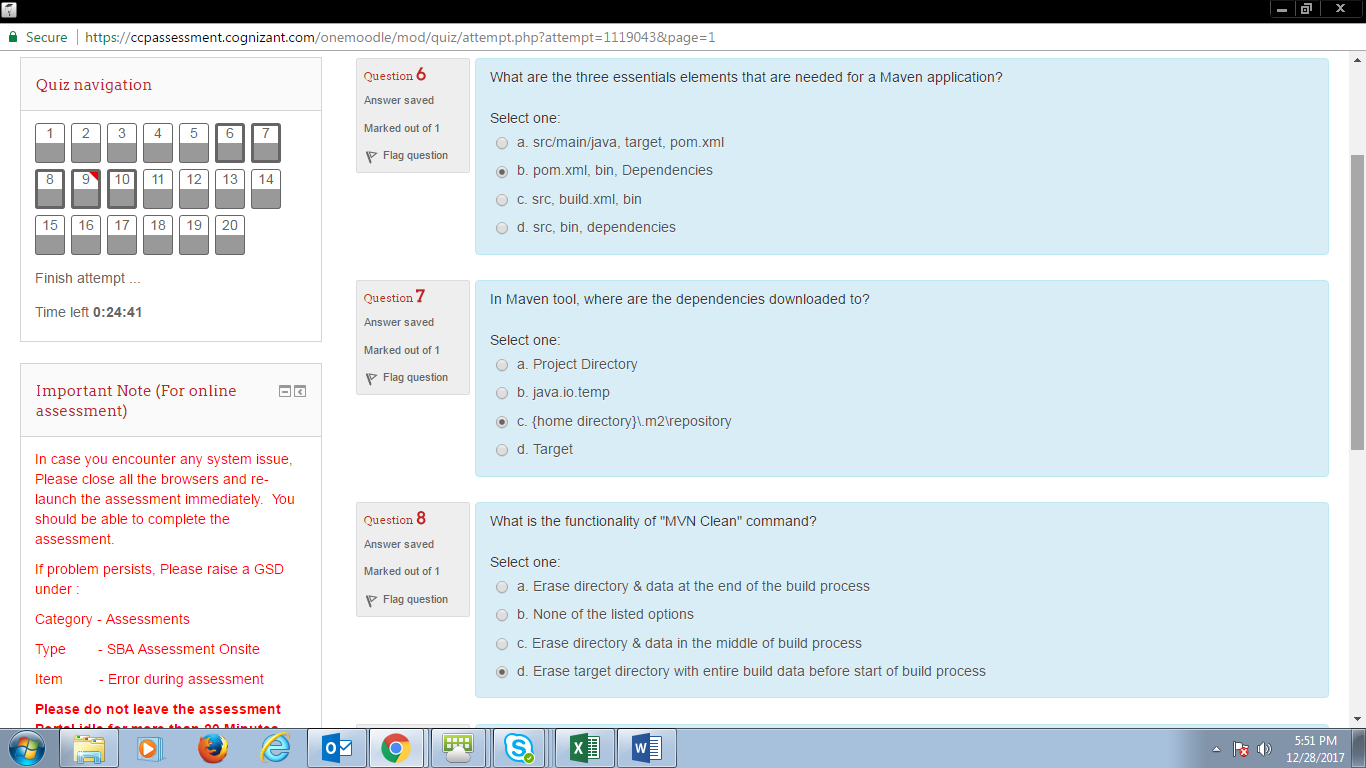 Secure
https://ccpassessment.cognizant.com/onemoodle/mod/quiz/attempt.php?attempt=1119043&page=1
Quiz navigation
1 2 3 4 5 6 7
8 9 10 11 12 13 14
15 16 17 18 19 20
Finish attempt ...
Time left 0:24:41
Important Note (For online
assessment)
In case you encounter any system issue,
Please close all the browsers and re-
launch the assessment immediately. You
should be able to complete the
assessment.
If problem persists, Please raise a GSD
under :
Category - Assessments
Type - SBA Assessment Onsite
Item - Error during assessment
Please do not leave the assessment
Portal idle for more than 20 Minutes
Question 6
Answer saved
Marked out of 1
Flag question
What are the three essentials elements that are needed for a Maven application?
Select one:
a. src/main/java, target, pom.xml
b. pom.xml, bin, Dependencies
c. src, build.xml, bin
d. src, bin, dependencies
Question 7
Answer saved
Marked out of 1
Flag question
In Maven tool, where are the dependencies downloaded to?
Select one:
a. Project Directory
b. java.io.temp
c. {home directory}\.m2\repository
d. Target
Question 8
Answer saved
Marked out of 1
Flag question
What is the functionality of "MVN Clean" command?
Select one:
a. Erase directory & data at the end of the build process
b. None of the listed options
c. Erase directory & data in the middle of build process
d. Erase target directory with entire build data before start of build process
5:51 PM
12/28/2017